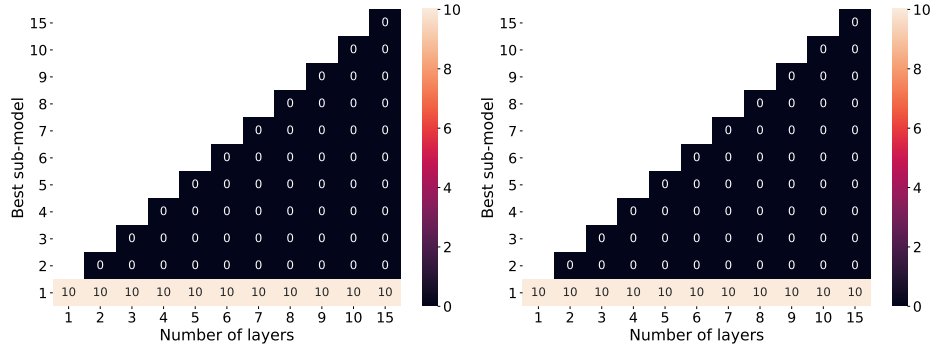 15 0 10
10 0 0
9 0 0 0 8
8 0 0 0 0
7 0 0 0 0 0 6
6 0 0 0 0 0 0
5 0 0 0 0 0 0 0
4 0 0 0 0 0 0 0 0 4
3 0 0 0 0 0 0 0 0 0
2 0 0 0 0 0 0 0 0 0 0 2
1 10 10 10 10 10 10 10 10 10 10 10 0
1 2 3 4 5 6 7 8 9 10 15
Number of layers
Best sub-model
15 0 10
10 0 0
9 0 0 0 8
8 0 0 0 0
7 0 0 0 0 0 6
6 0 0 0 0 0 0
5 0 0 0 0 0 0 0
4 0 0 0 0 0 0 0 0 4
3 0 0 0 0 0 0 0 0 0
2 0 0 0 0 0 0 0 0 0 0 2
1 10 10 10 10 10 10 10 10 10 10 10 0
1 2 3 4 5 6 7 8 9 10 15
Number of layers
Best sub-model